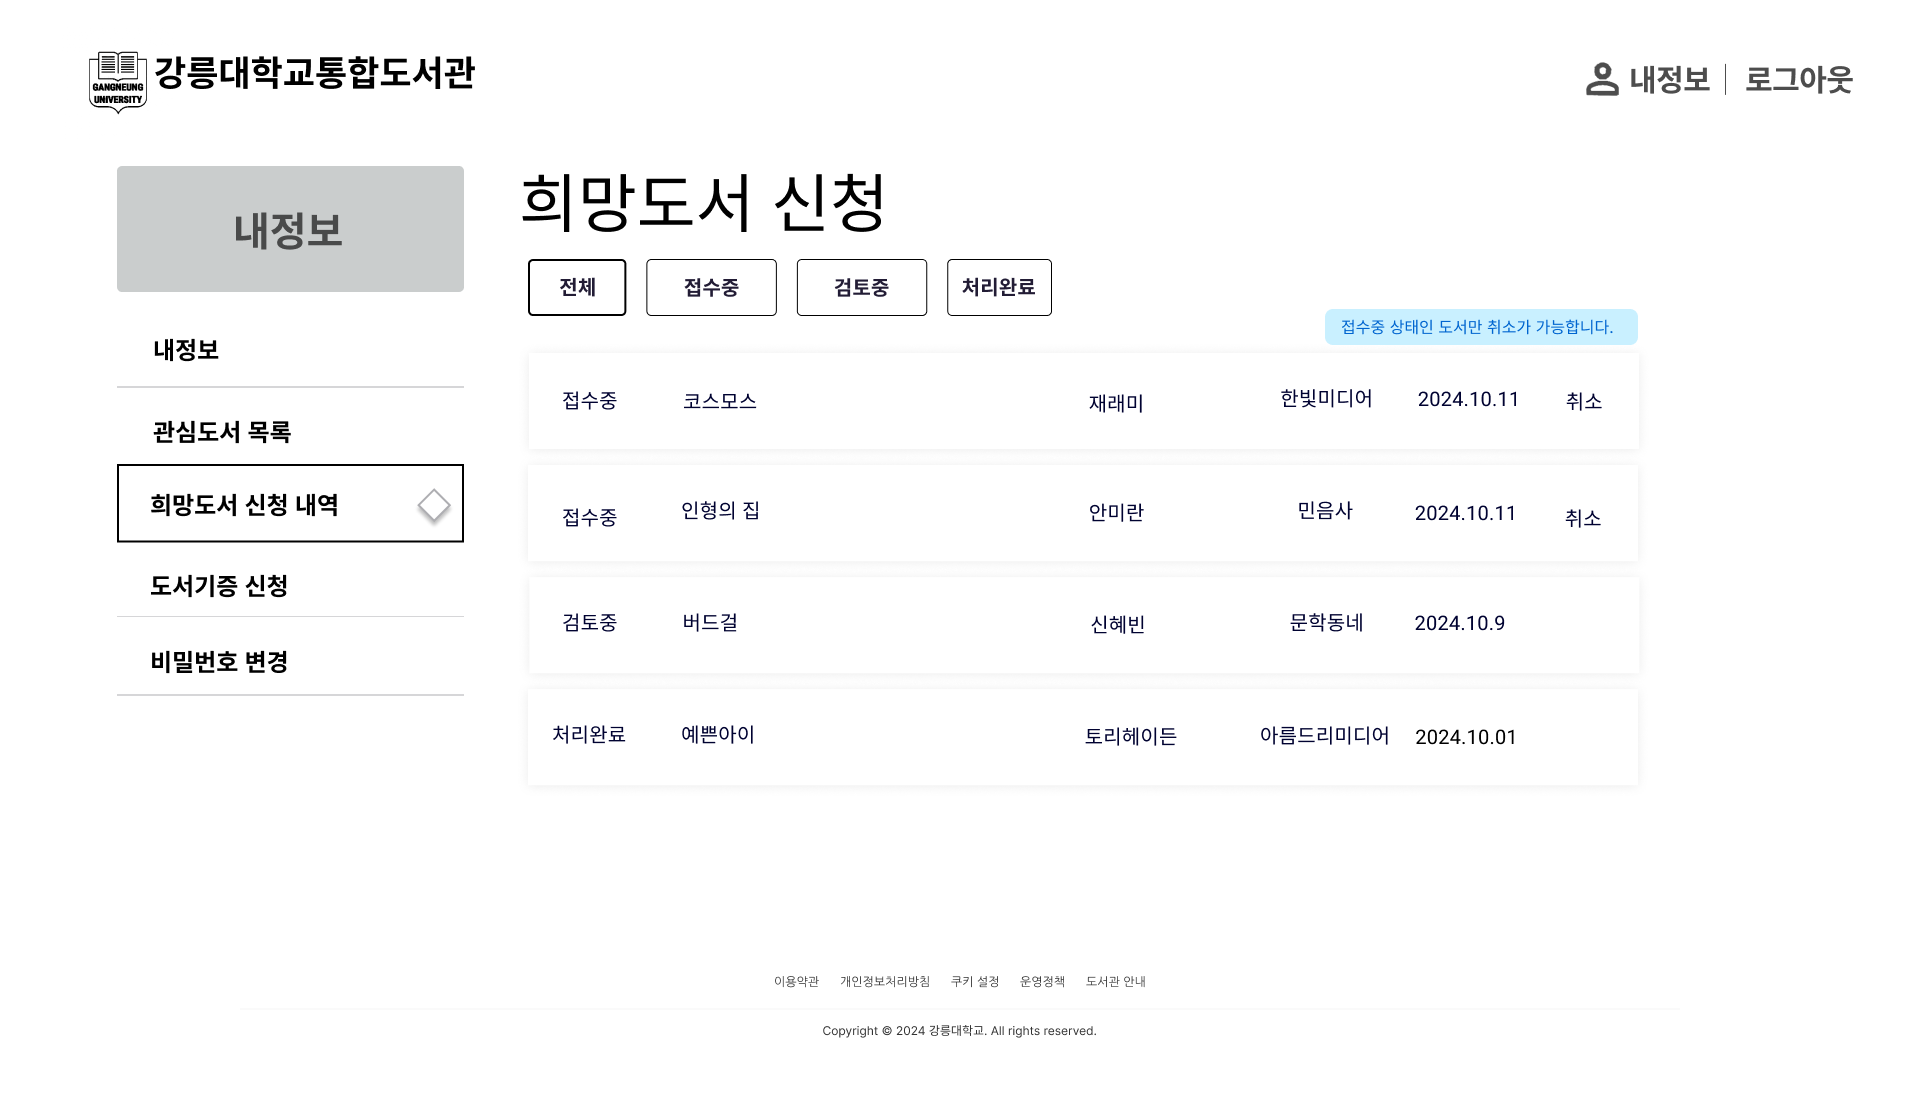 GANGNEUNG
UNIVERSITY
강릉대학교통합도서관
내정보
로그아웃
내정보
내정보
관심도서 목록
희망도서 신청 내역
도서기증 신청
비밀번호 변경
희망도서 신청
전체 접수중 검토중 처리완료
접수중 상태인 도서만 취소가 가능합니다.
접수중 코스모스 재래미 한빛미디어 2024.10.11 취소
접수중 인형의 집 안미란 민음사 2024.10.11 취소
검토중 버드걸 신혜빈 문학동네 2024.10.9
처리완료 예쁜아이 토리헤이든 아름드리미디어 2024.10.01
이용약관 개인정보처리방침 쿠키 설정 운영정책 도서관 안내
Copyright © 2024 강릉대학교. All rights reserved.